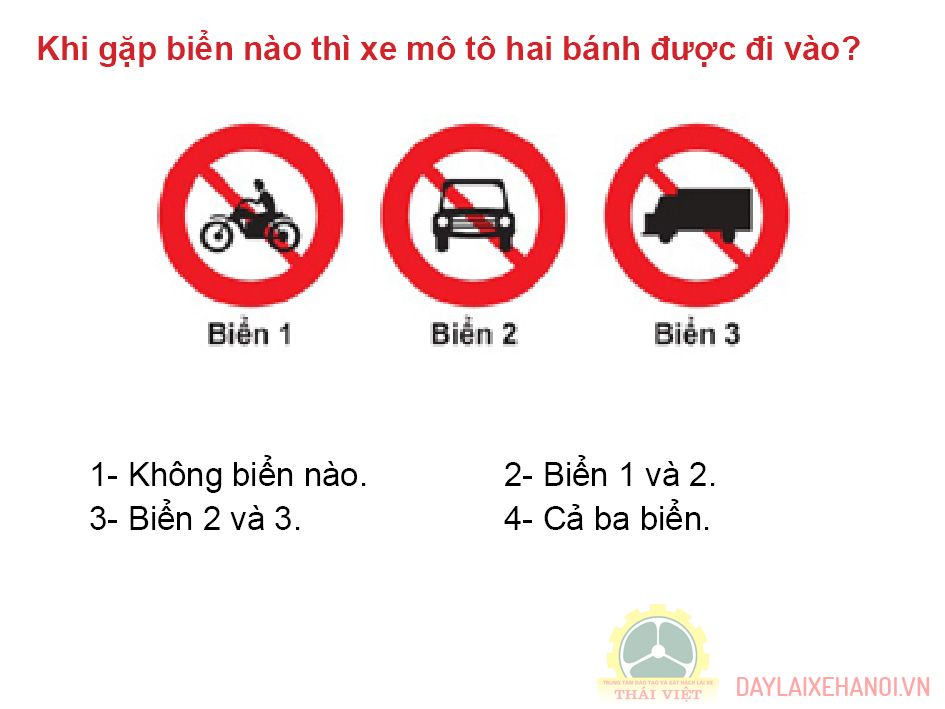 Khi gặp biển nào thì xe mô tô hai bánh được đi vào?
Biển 1 Biển 2 Biển 3
1- Không biển nào. 2- Biển 1 và 2.
3- Biển 2 và 3. 4- Cả ba biển.
TRUNG TÂM ĐÀO TẠO VÀ SÁT HẠCH LÁI XE
THÁI VIỆT
DAYLAIXEHANOI.VN